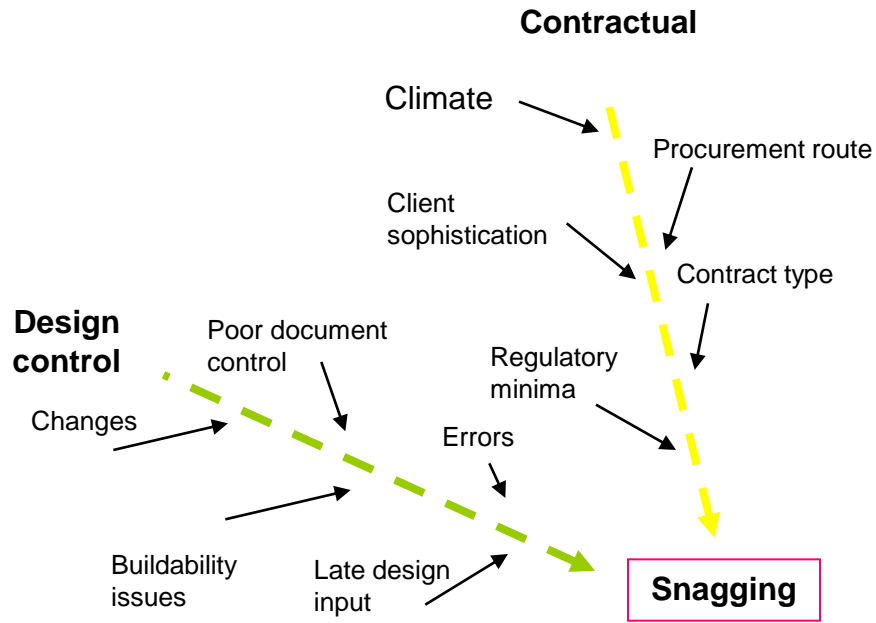 Contractual
Climate
Procurement route
Client
sophistication
Contract type
Design
control
Poor document
control
Regulatory
minima
Changes
Errors
Buildability
issues
Late design
input
Snagging